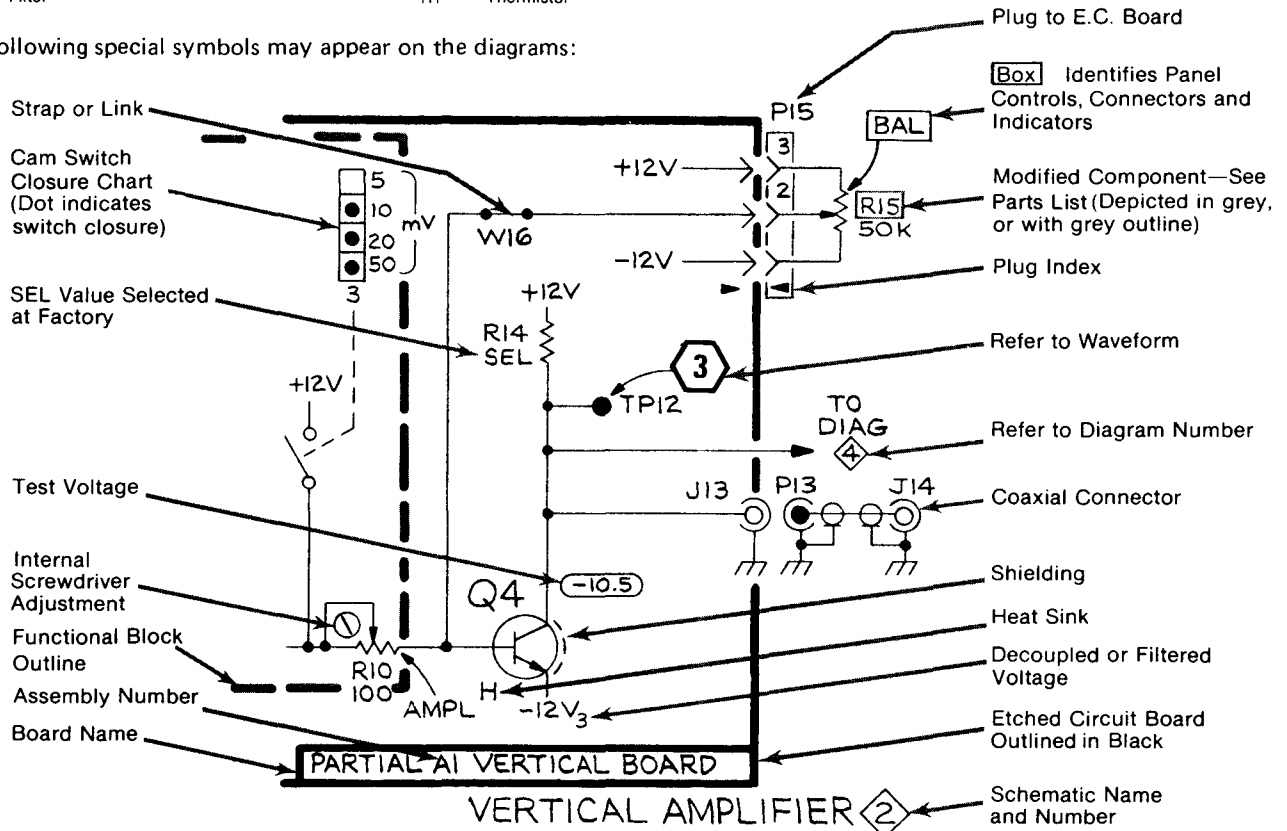 Thermistor
ollowing special symbols may appear on the diagrams:
Plug to E.C. Board
Box Identifies Panel
Controls, Connectors and
Indicators
Modified Component—See
Parts List (Depicted in grey,
or with grey outline)
Plug Index
Refer to Waveform
Refer to Diagram Number
Coaxial Connector
Shielding
Heat Sink
Decoupled or Filtered
Voltage
Etched Circuit Board
Outlined in Black
Schematic Name
and Number
Strap or Link
Cam Switch
Closure Chart
(Dot indicates
switch closure)
SEL Value Selected
at Factory
Test Voltage
Internal
Screwdriver
Adjustment
Functional Block
Outline
Assembly Number
Board Name
5
10
20
50
mV
3
+12V
W16
+12V
-12V
P15
3
2
BAL
R15
50K
+12V
R14
SEL
3
TP12
TO
DIAG
4
J13
P13
J14
-10.5
Q4
R10
100
AMPL
H
-12V3
PARTIAL A1 VERTICAL BOARD
VERTICAL AMPLIFIER 2